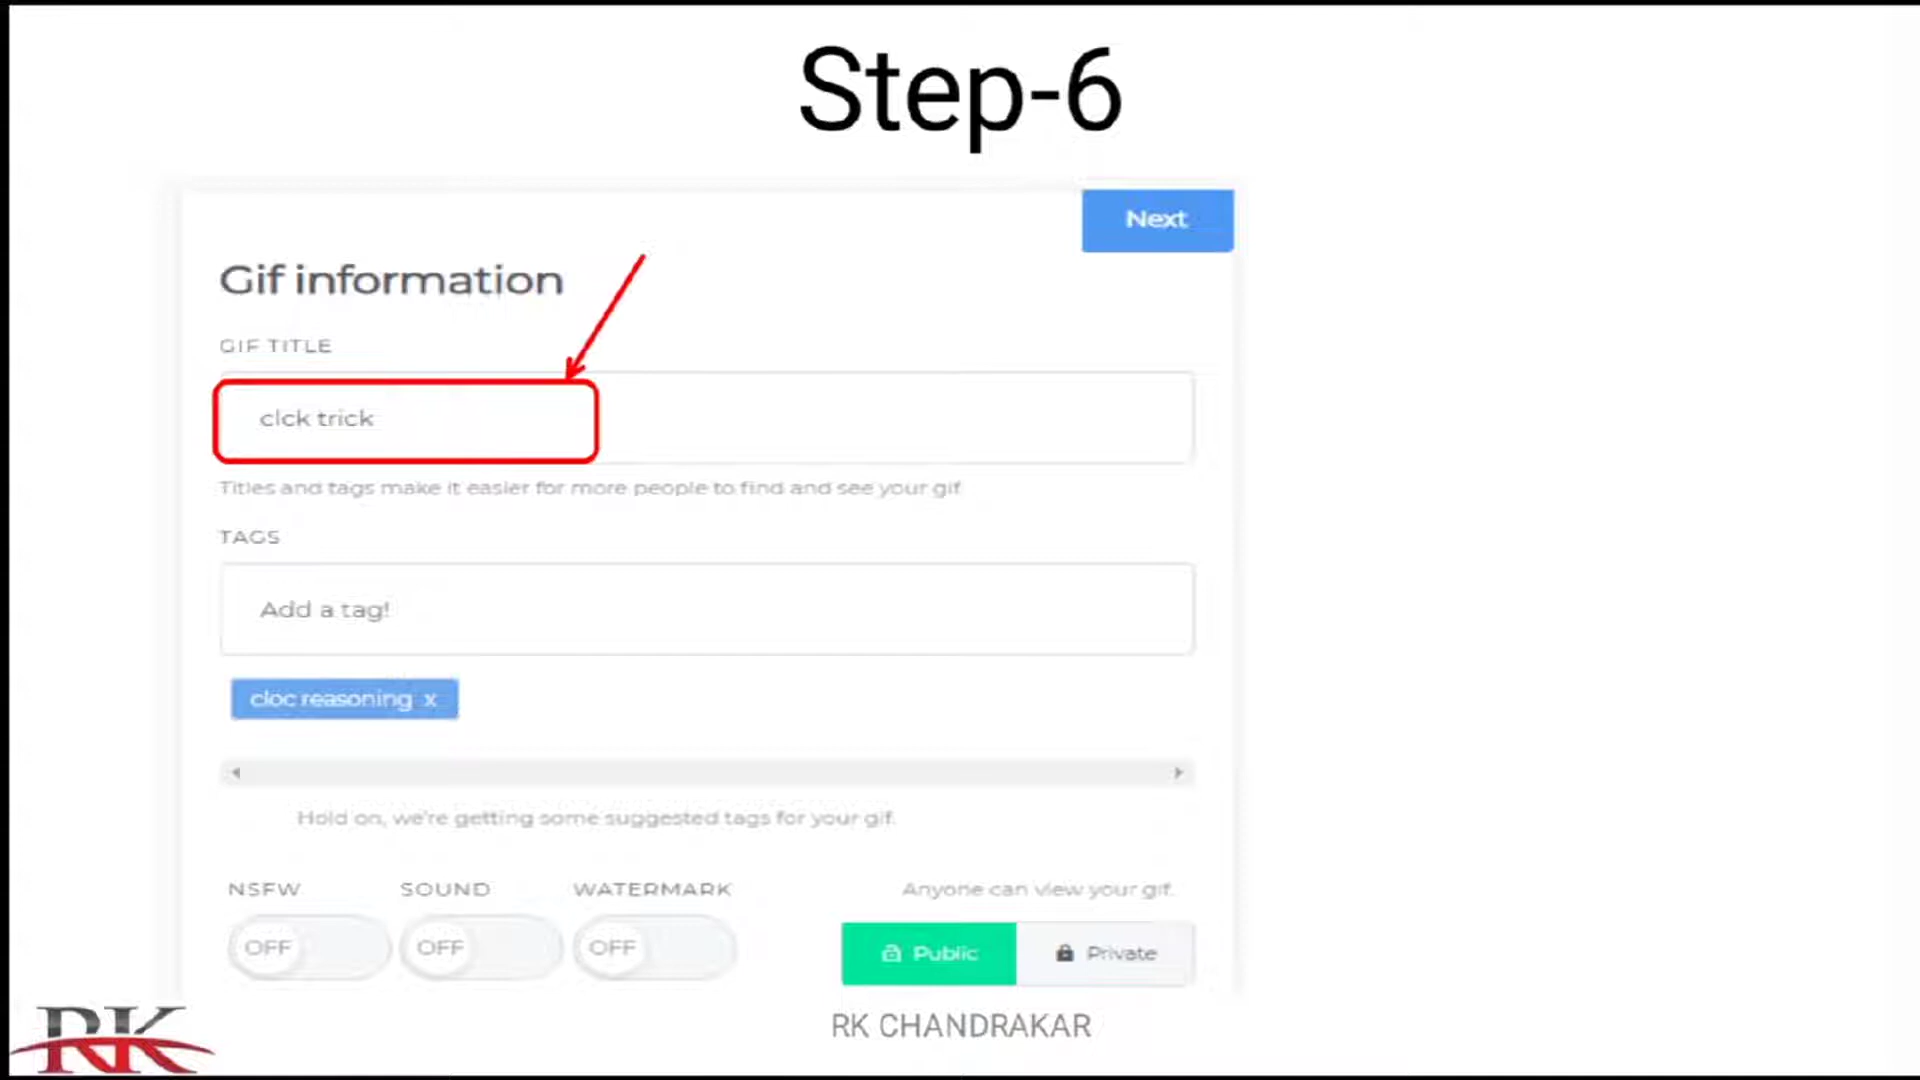 Step-6
Next
Gif information
GIF TITLE
clck trick
Titles and tags make it easier for more people to find and see your gif
TAGS
Add a tag!
cloc reasoning x
Hold on, we're getting some suggested tags for your gif.
NSFW SOUND WATERMARK Anyone can view your gif.
OFF OFF OFF Public Private
RK CHANDRAKAR
RK